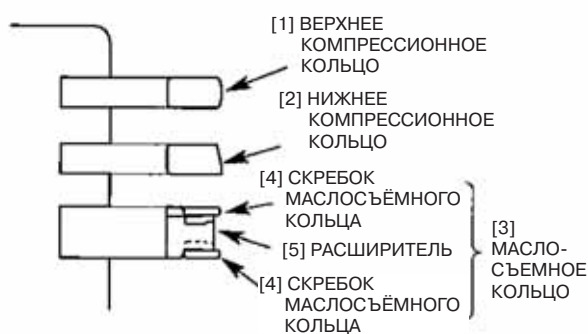 [1] ВЕРХНЕЕ
КОМПРЕССИОННОЕ
КОЛЬЦО
[2] НИЖНЕЕ
КОМПРЕССИОННОЕ
КОЛЬЦО
[4] СКРЕБОК
МАСЛОСЪЁМНОГО
КОЛЬЦА
[5] РАСШИРИТЕЛЬ
[4] СКРЕБОК
МАСЛОСЪЁМНОГО
КОЛЬЦА
[3]
МАСЛО-
СЪЕМНОЕ
КОЛЬЦО